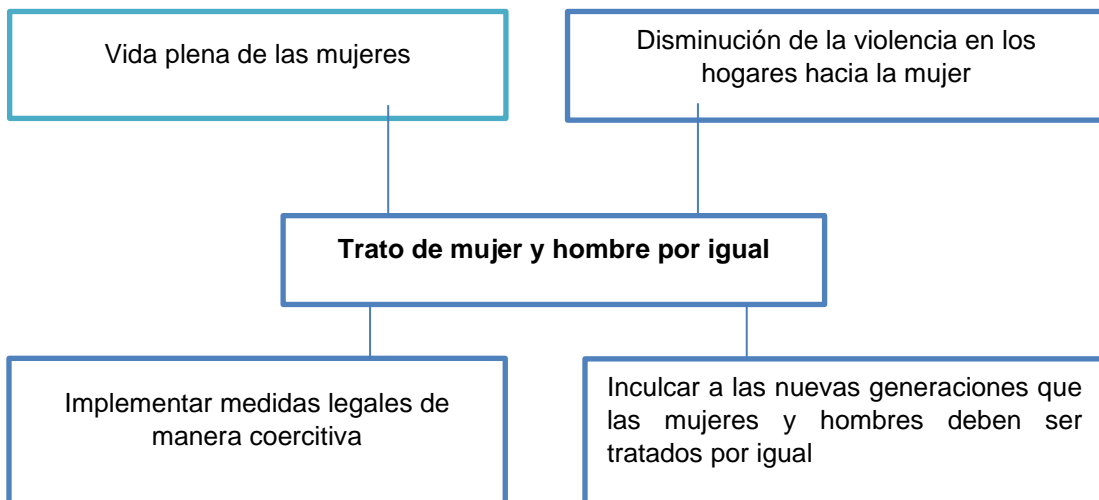 Vida plena de las mujeres
Disminución de la violencia en los
hogares hacia la mujer
Trato de mujer y hombre por igual
Implementar medidas legales de
manera coercitiva
Inculcar a las nuevas generaciones que
las mujeres y hombres deben ser
tratados por igual